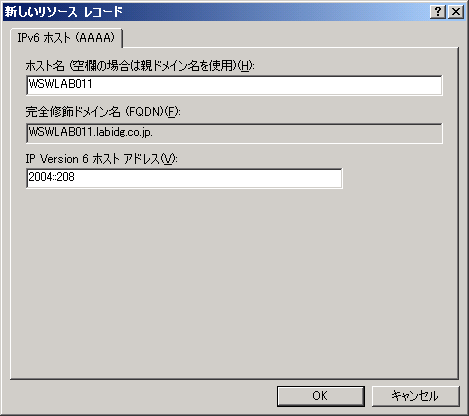 新しいリソース レコード
IPv6 ホスト (AAAA)
ホスト名 (空欄の場合は親ドメイン名を使用)(H):
WSWLAB011
完全修飾ドメイン名 (FQDN)(F):
WSWLAB011.labidg.co.jp.
IP Version 6 ホスト アドレス(V):
2004::208
OK キャンセル